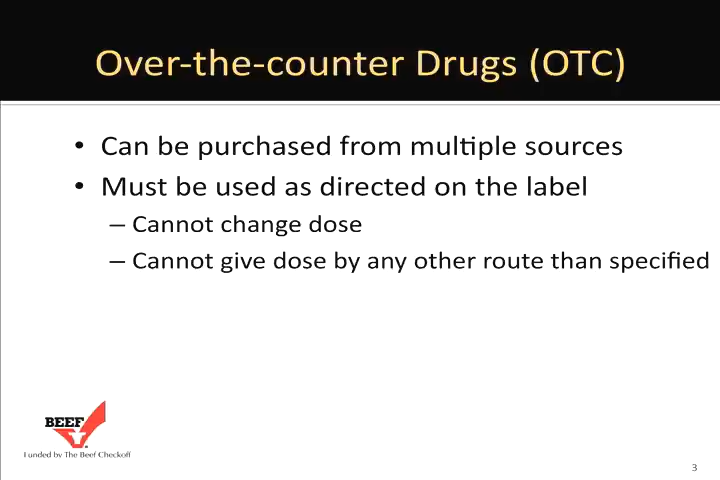 Over-the-counter Drugs (OTC)
• Can be purchased from multiple sources
• Must be used as directed on the label
– Cannot change dose
– Cannot give dose by any other route than specified
BEEF
Funded by The Beef Checkoff
3